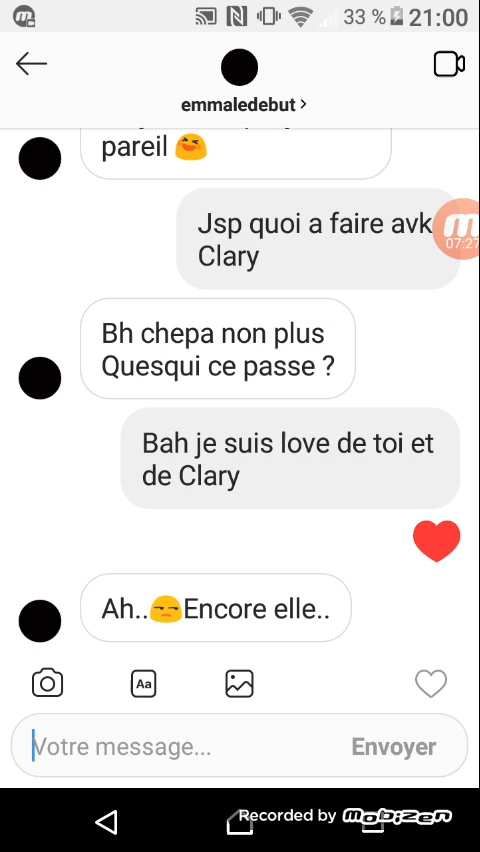 33 % 21:00
emmaledebut
pareil 😆
Jsp quoi a faire avk
Clary
07:27
Bh chepa non plus
Quesqui ce passe ?
Bah je suis love de toi et
de Clary
Ah..😒Encore elle..
Aa
Votre message... Envoyer
Recorded by Mobizen